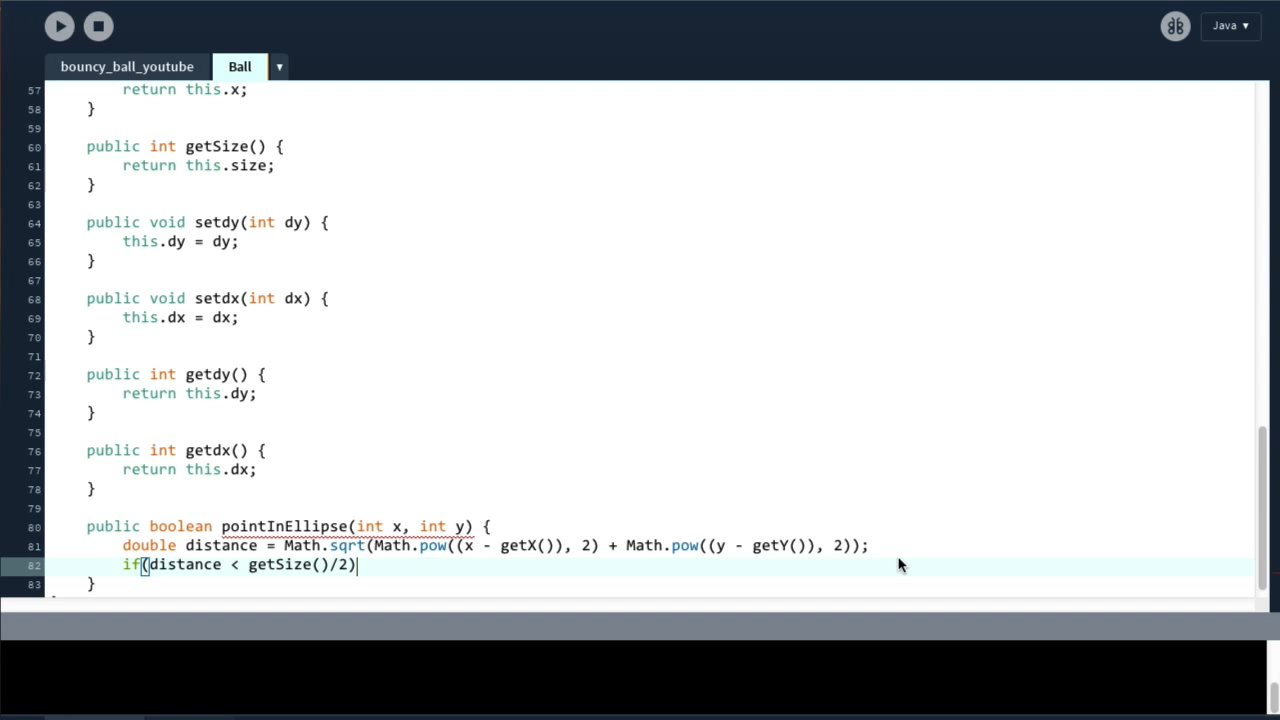 Java ▾
bouncy_ball_youtube Ball ▾
57 return this.x;
58 }
59
60 public int getSize() {
61 return this.size;
62 }
63
64 public void setdy(int dy) {
65 this.dy = dy;
66 }
67
68 public void setdx(int dx) {
69 this.dx = dx;
70 }
71
72 public int getdy() {
73 return this.dy;
74 }
75
76 public int getdx() {
77 return this.dx;
78 }
79
80 public boolean pointInEllipse(int x, int y) {
81 double distance = Math.sqrt(Math.pow((x - getX()), 2) + Math.pow((y - getY()), 2));
82 if(distance < getSize()/2)
83 }